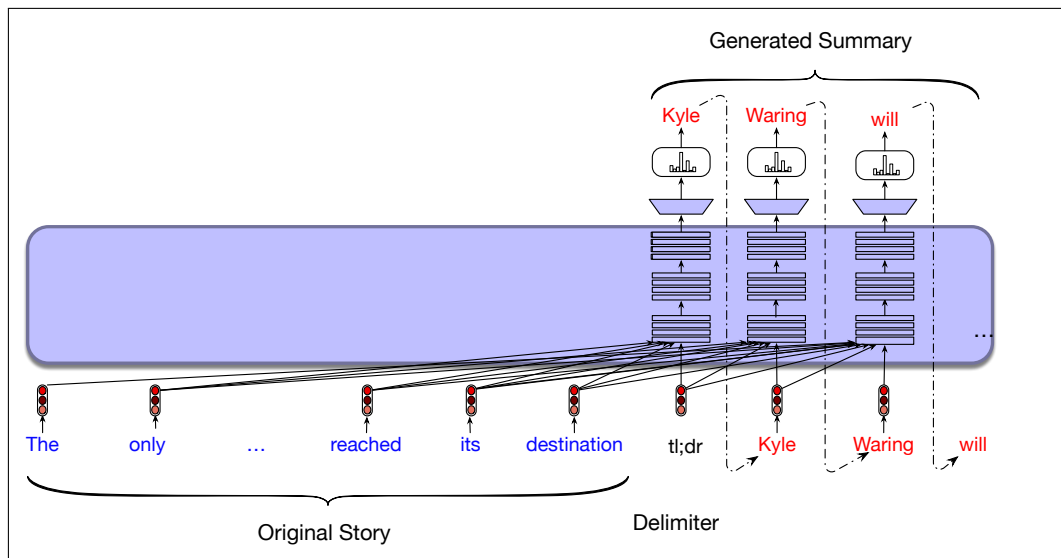 Generated Summary
Kyle Waring will
…
The only … reached its destination tl;dr Kyle Waring will
Original Story
Delimiter